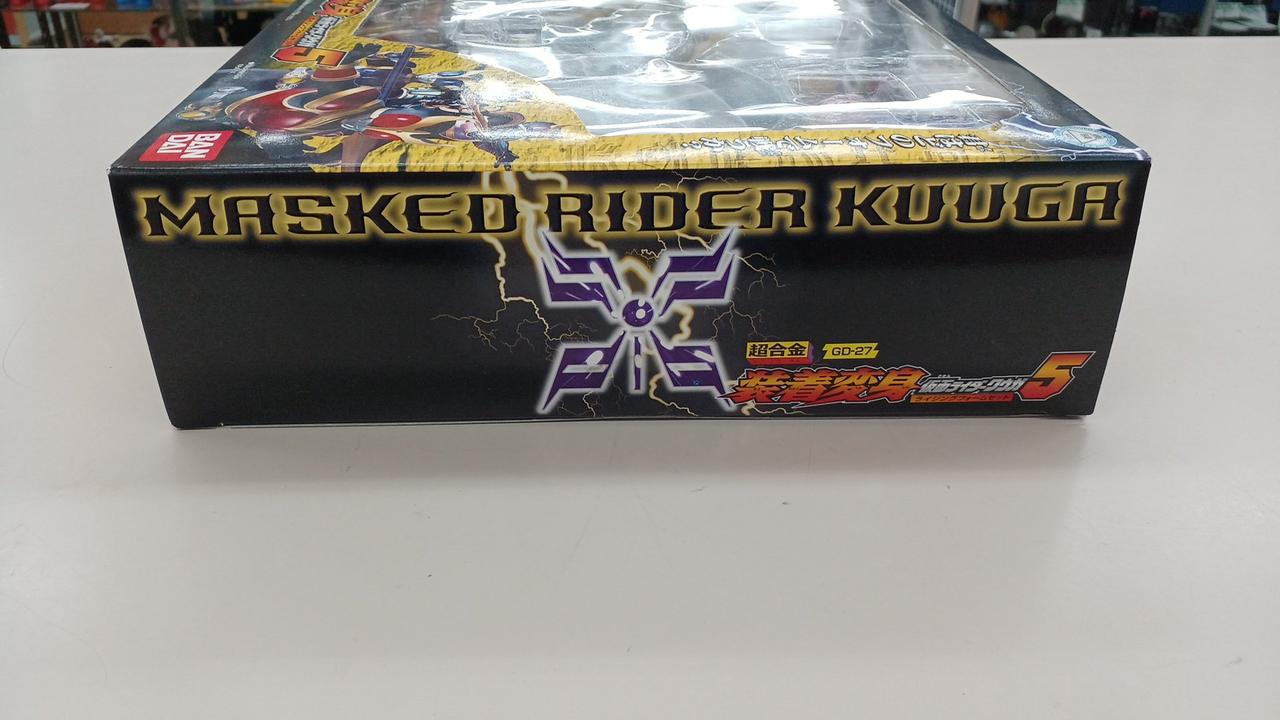 BAN
DAI
MASKED RIDER KUUGA
超合金 GD-27
装着変身 仮面ライダークウガ 5
ライジングフォームセット